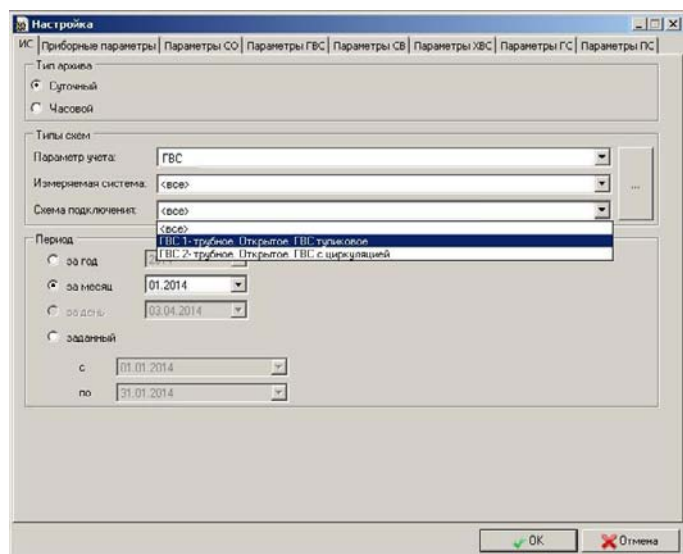 Настройка
ИС Приборные параметры Параметры СО Параметры ГВС Параметры СВ Параметры ХВС Параметры ГС Параметры ПС
Тип архива
Суточный
Часовой
Типы схем
Параметр учета: ГВС
Измеряемая система: <все>
...
Схема подключения: <все>
<все>
ГВС 1- трубное. Открытое. ГВС тупиковое
ГВС 2- трубное. Открытое. ГВС с циркуляцией
Период
за год
за месяц 01.2014
за день 03.04.2014
заданный
с 01.01.2014
по 31.01.2014
OK Отмена